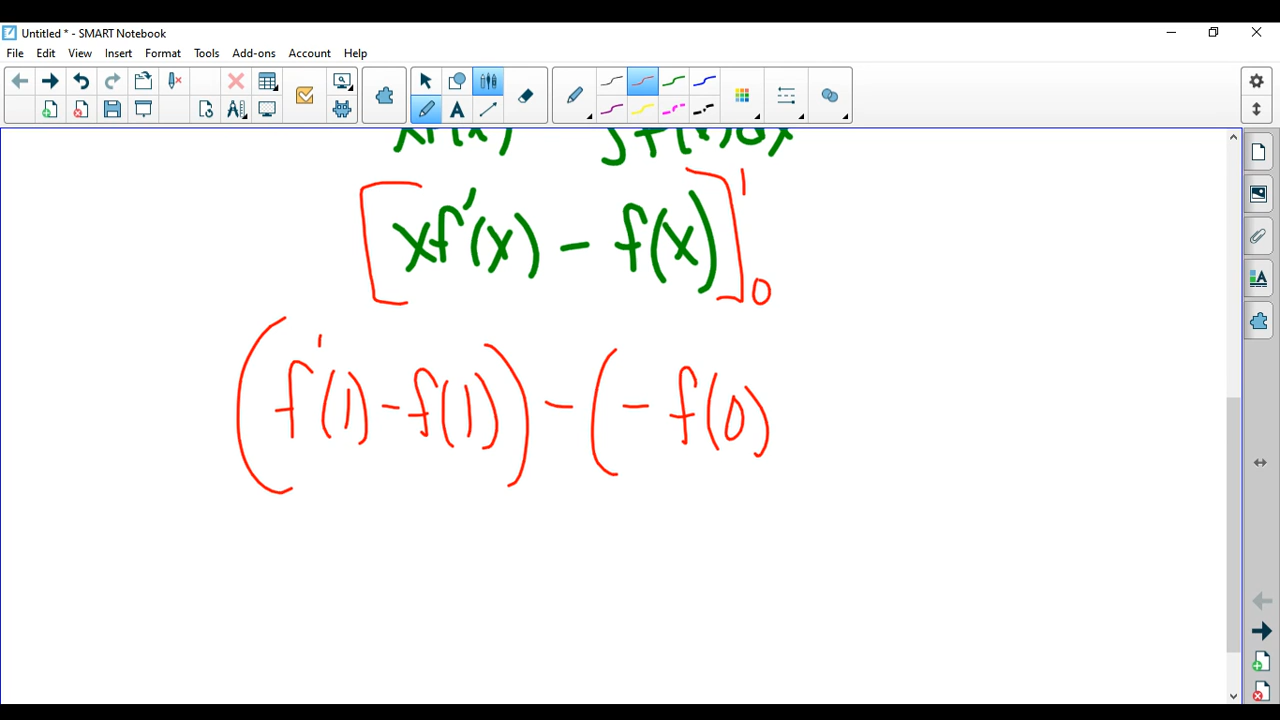 Untitled * - SMART Notebook
File Edit View Insert Format Tools Add-ons Account Help
[xf'(x) - f(x)]
1
0
(f'(1) - f(1)) - (- f(0)